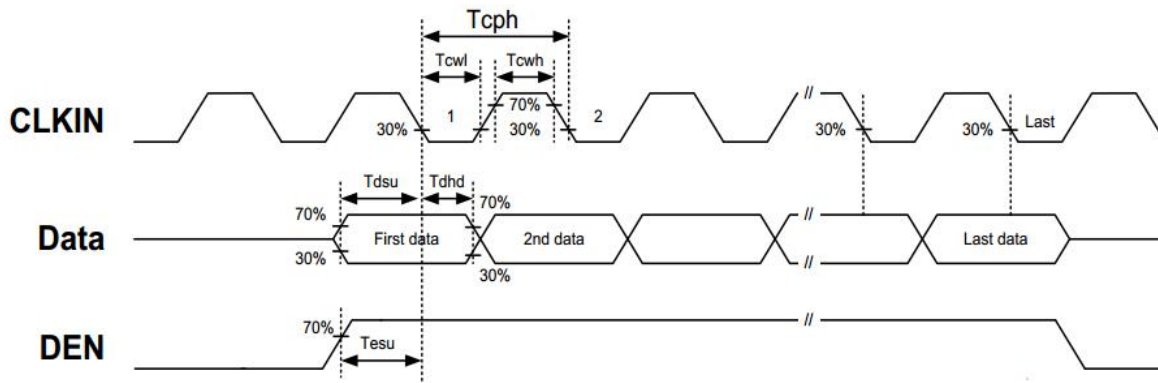 Tcph
Tcwl Tcwh
CLKIN 30% 1 70% 30% 2 // 30% 30% Last
Tdsu Tdhd
70% 70%
Data First data 2nd data // Last data
30% 30% //
70% //
DEN Tesu